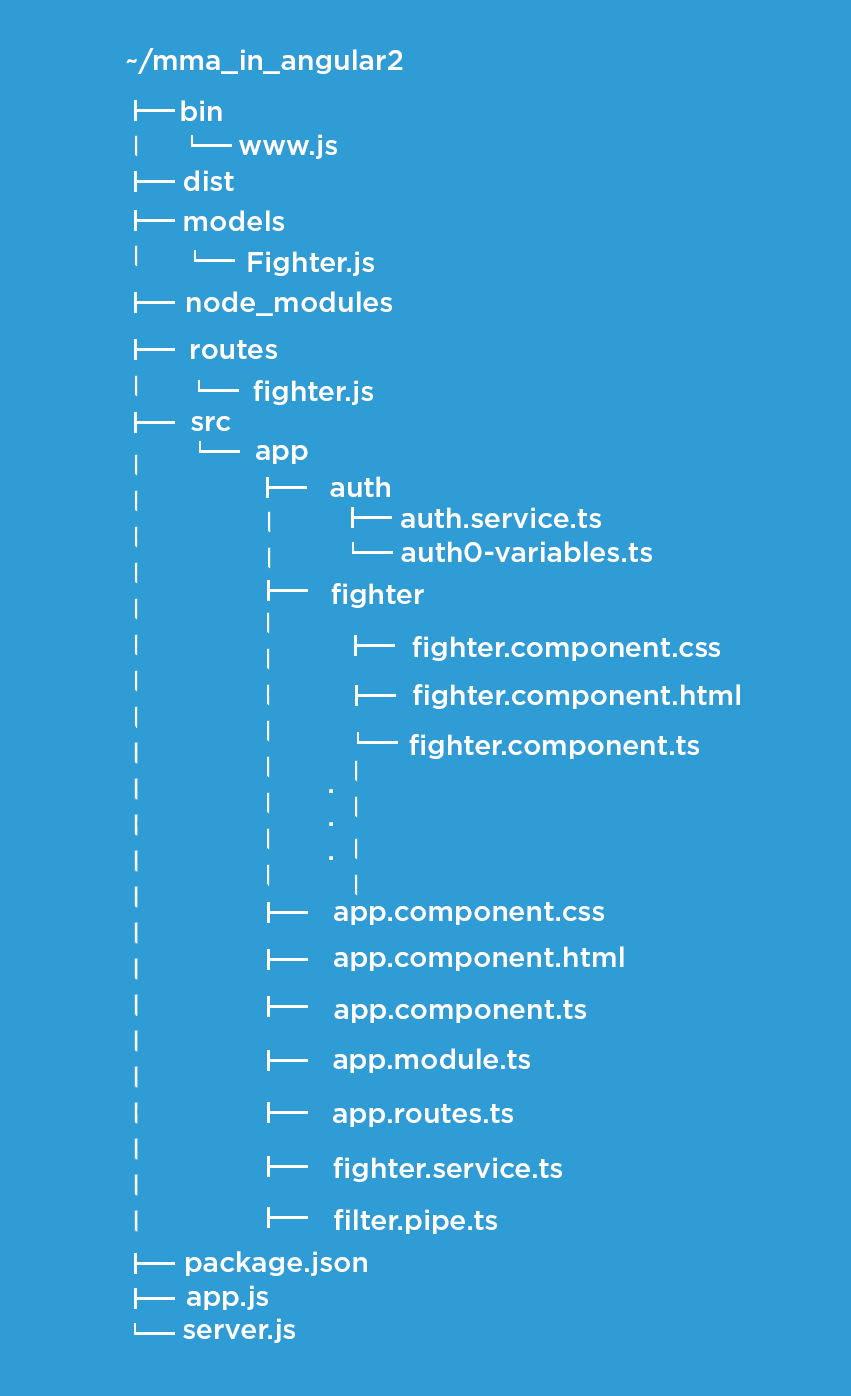 ~/mma_in_angular2
bin
www.js
dist
models
Fighter.js
node_modules
routes
fighter.js
src
app
auth
auth.service.ts
auth0-variables.ts
fighter
fighter.component.css
fighter.component.html
fighter.component.ts
.
.
.
app.component.css
app.component.html
app.component.ts
app.module.ts
app.routes.ts
fighter.service.ts
filter.pipe.ts
package.json
app.js
server.js